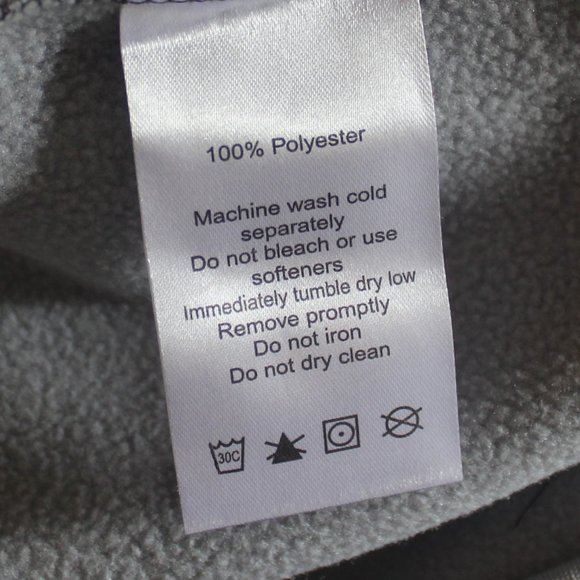 100% Polyester
Machine wash cold
separately
Do not bleach or use
softeners
Immediately tumble dry low
Remove promptly
Do not iron
Do not dry clean
30C